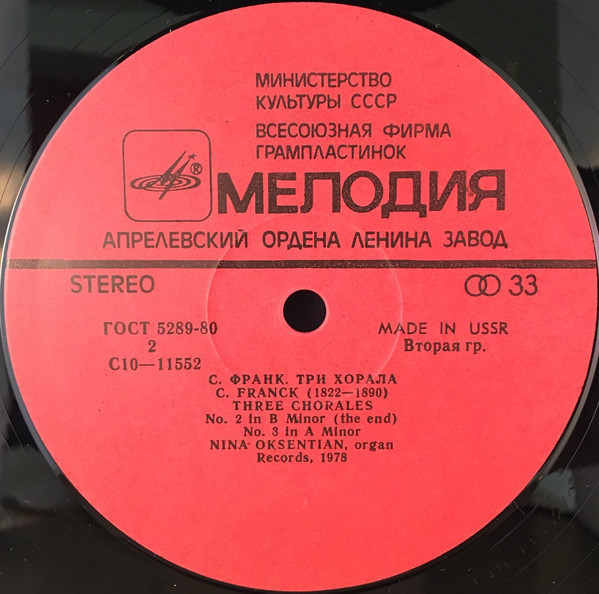 МИНИСТЕРСТВО
КУЛЬТУРЫ СССР
ВСЕСОЮЗНАЯ ФИРМА
ГРАМПЛАСТИНОК
® МЕЛОДИЯ
АПРЕЛЕВСКИЙ ОРДЕНА ЛЕНИНА ЗАВОД
STEREO 33
ГОСТ 5289-80 MADE IN USSR
2 Вторая гр.
С10—11552
С. ФРАНК. ТРИ ХОРАЛА
C. FRANCK (1822—1890)
THREE CHORALES
No. 2 in B Minor (the end)
No. 3 in A Minor
NINA OKSENTIAN, organ
Records, 1978